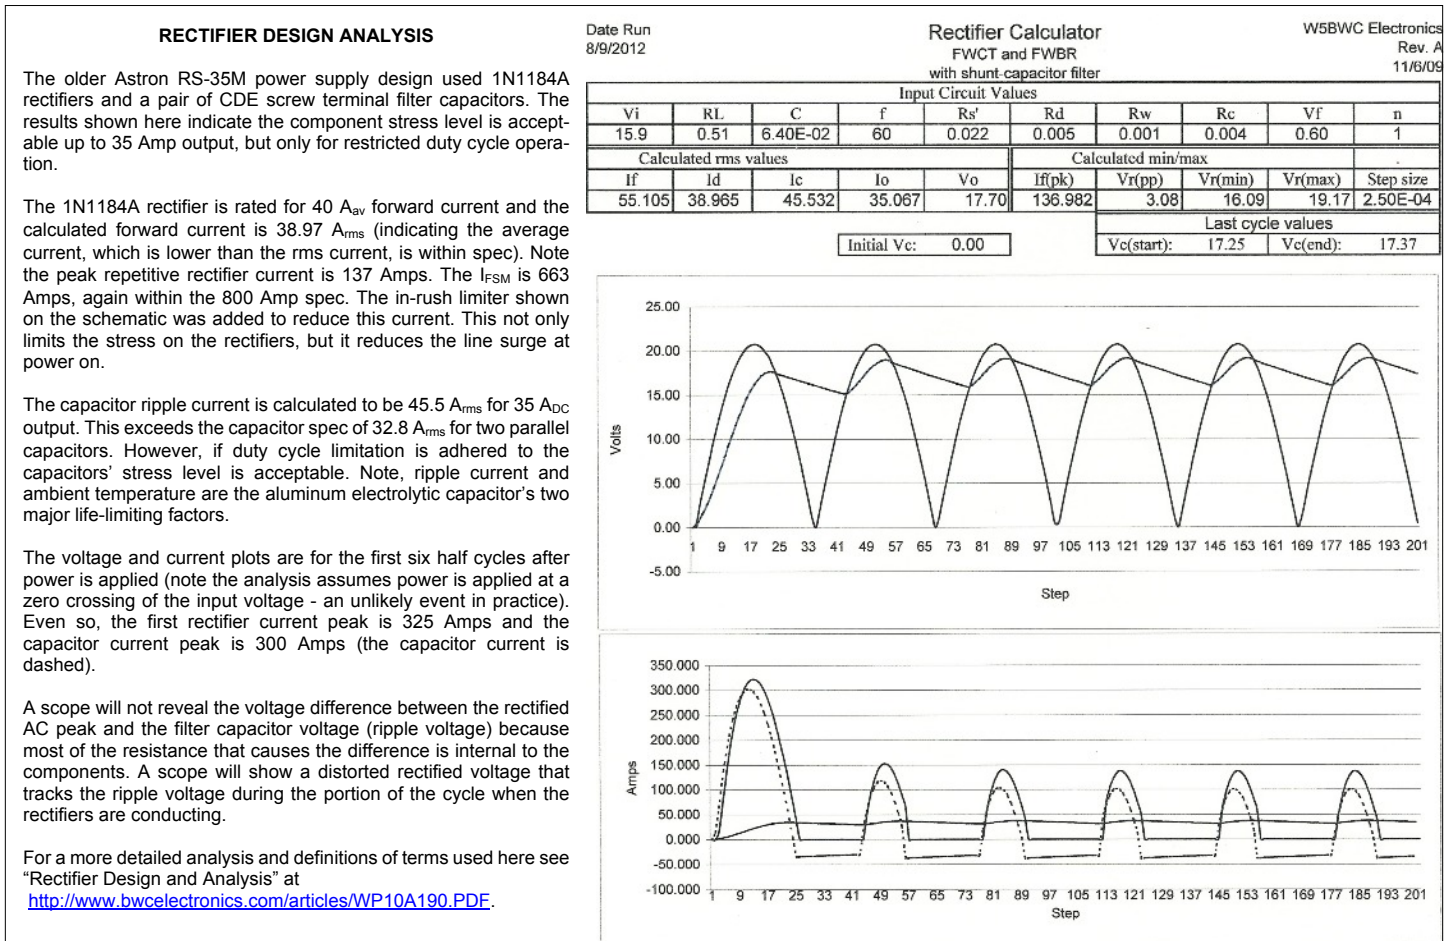 RECTIFIER DESIGN ANALYSIS
The older Astron RS-35M power supply design used 1N1184A
rectifiers and a pair of CDE screw terminal filter capacitors. The
results shown here indicate the component stress level is accept-
able up to 35 Amp output, but only for restricted duty cycle opera-
tion.
The 1N1184A rectifier is rated for 40 Aav forward current and the
calculated forward current is 38.97 Arms (indicating the average
current, which is lower than the rms current, is within spec). Note
the peak repetitive rectifier current is 137 Amps. The IFSM is 663
Amps, again within the 800 Amp spec. The in-rush limiter shown
on the schematic was added to reduce this current. This not only
limits the stress on the rectifiers, but it reduces the line surge at
power on.
The capacitor ripple current is calculated to be 45.5 Arms for 35 ADC
output. This exceeds the capacitor spec of 32.8 Arms for two parallel
capacitors. However, if duty cycle limitation is adhered to the
capacitors' stress level is acceptable. Note, ripple current and
ambient temperature are the aluminum electrolytic capacitor's two
major life-limiting factors.
The voltage and current plots are for the first six half cycles after
power is applied (note the analysis assumes power is applied at a
zero crossing of the input voltage - an unlikely event in practice).
Even so, the first rectifier current peak is 325 Amps and the
capacitor current peak is 300 Amps (the capacitor current is
dashed).
A scope will not reveal the voltage difference between the rectified
AC peak and the filter capacitor voltage (ripple voltage) because
most of the resistance that causes the difference is internal to the
components. A scope will show a distorted rectified voltage that
tracks the ripple voltage during the portion of the cycle when the
rectifiers are conducting.
For a more detailed analysis and definitions of terms used here see
"Rectifier Design and Analysis" at
http://www.bwcelectronics.com/articles/WP10A190.PDF.
Date Run Rectifier Calculator W5BWC Electronics
8/9/2012 FWCT and FWBR Rev. A
with shunt-capacitor filter 11/6/09
Input Circuit Values
Vi RL C f Rs' Rd Rw Rc Vf n
15.9 0.51 6.40E-02 60 0.022 0.005 0.001 0.004 0.60 1
Calculated rms values Calculated min/max .
If Id Ic Io Vo If(pk) Vr(pp) Vr(min) Vr(max) Step size
55.105 38.965 45.532 35.067 17.70 136.982 3.08 16.09 19.17 2.50E-04
Last cycle values
Initial Vc: 0.00 Vc(start): 17.25 Vc(end): 17.37
25.00
20.00
15.00
10.00
5.00
0.00
-5.00
Volts
1 9 17 25 33 41 49 57 65 73 81 89 97 105 113 121 129 137 145 153 161 169 177 185 193 201
Step
350.000
300.000
250.000
200.000
150.000
100.000
50.000
0.000
-50.000
-100.000
Amps
1 9 17 25 33 41 49 57 65 73 81 89 97 105 113 121 129 137 145 153 161 169 177 185 193 201
Step